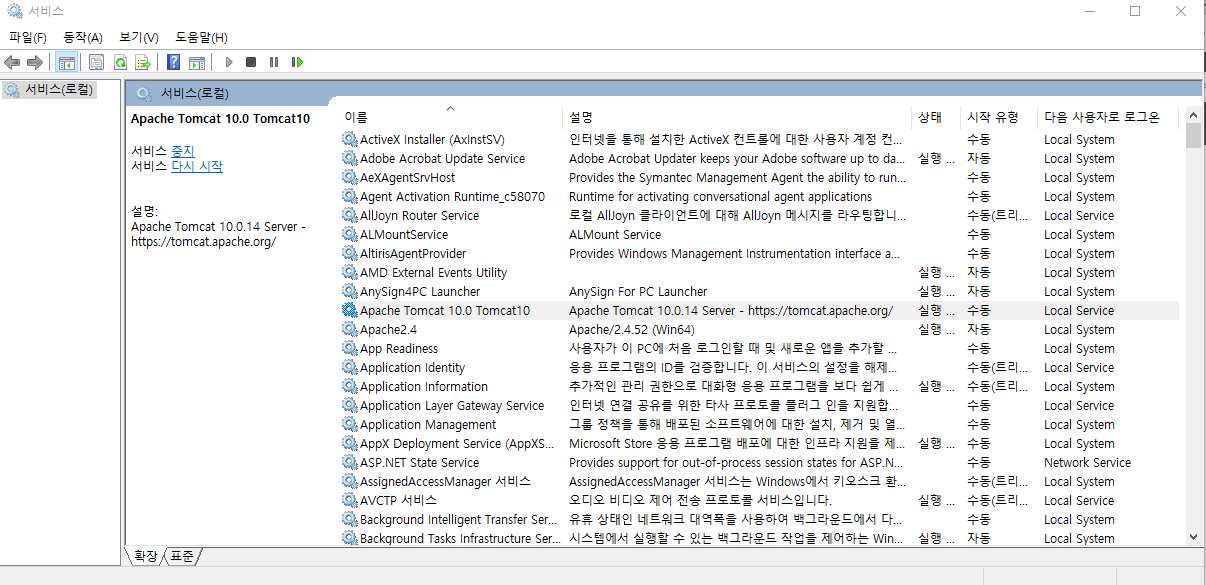 서비스
파일(F) 동작(A) 보기(V) 도움말(H)
서비스(로컬)
서비스(로컬)
Apache Tomcat 10.0 Tomcat10
서비스 중지
서비스 다시 시작
설명:
Apache Tomcat 10.0.14 Server -
https://tomcat.apache.org/
이름 설명 상태 시작 유형 다음 사용자로 로그온
ActiveX Installer (AxInstSV) 인터넷을 통해 설치한 ActiveX 컨트롤에 대한 사용자 계정 컨... 수동 Local System
Adobe Acrobat Update Service Adobe Acrobat Updater keeps your Adobe software up to da... 실행 ... 자동 Local System
AeXAgentSrvHost Provides the Symantec Management Agent the ability to run... 수동 Local System
Agent Activation Runtime_c58070 Runtime for activating conversational agent applications 수동 Local System
AllJoyn Router Service 로컬 AllJoyn 클라이언트에 대해 AllJoyn 메시지를 라우팅합니... 수동(트리... Local Service
ALMountService ALMount Service 수동 Local System
AltirisAgentProvider Provides Windows Management Instrumentation interface a... 수동 Local System
AMD External Events Utility 실행 ... 자동 Local System
AnySign4PC Launcher AnySign For PC Launcher 실행 ... 자동 Local System
Apache Tomcat 10.0 Tomcat10 Apache Tomcat 10.0.14 Server - https://tomcat.apache.org/ 실행 ... 수동 Local Service
Apache2.4 Apache/2.4.52 (Win64) 실행 ... 자동 Local System
App Readiness 사용자가 이 PC에 처음 로그인할 때 및 새로운 앱을 추가할 ... 수동 Local System
Application Identity 응용 프로그램의 ID를 검증합니다. 이 서비스의 설정을 해제... 수동(트리... Local Service
Application Information 추가적인 관리 권한으로 대화형 응용 프로그램을 보다 쉽게 ... 실행 ... 수동(트리... Local System
Application Layer Gateway Service 인터넷 연결 공유를 위한 타사 프로토콜 플러그 인을 지원합... 수동 Local Service
Application Management 그룹 정책을 통해 배포된 소프트웨어에 대한 설치, 제거 및 열... 수동 Local System
AppX Deployment Service (AppXS... Microsoft Store 응용 프로그램 배포에 대한 인프라 지원을 제... 실행 ... 수동 Local System
ASP.NET State Service Provides support for out-of-process session states for ASP.N... 수동 Network Service
AssignedAccessManager 서비스 AssignedAccessManager 서비스는 Windows에서 키오스크 환... 수동(트리... Local System
AVCTP 서비스 오디오 비디오 제어 전송 프로토콜 서비스입니다. 실행 ... 수동(트리... Local Service
Background Intelligent Transfer Ser... 유휴 상태인 네트워크 대역폭을 사용하여 백그라운드에서 다... 수동 Local System
Background Tasks Infrastructure Ser... 시스템에서 실행할 수 있는 백그라운드 작업을 제어하는 Win... 실행 ... 자동 Local System
확장 표준